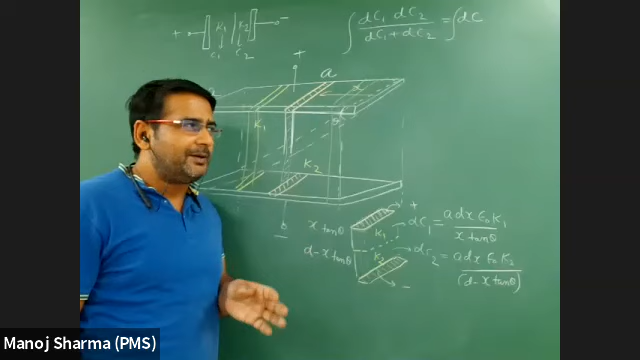 + K₁ K₂ −
C₁ C₂
∫ dC₁ dC₂ / dC₁ + dC₂ = ∫ dC
+
a
x
K₁
K₂
−
+
x tanθ
K₁
dC₁ = a dx ε₀ K₁ / x tanθ
d - x tanθ
K₂
dC₂ = a dx ε₀ K₂ / (d - x tanθ)
−
Manoj Sharma (PMS)